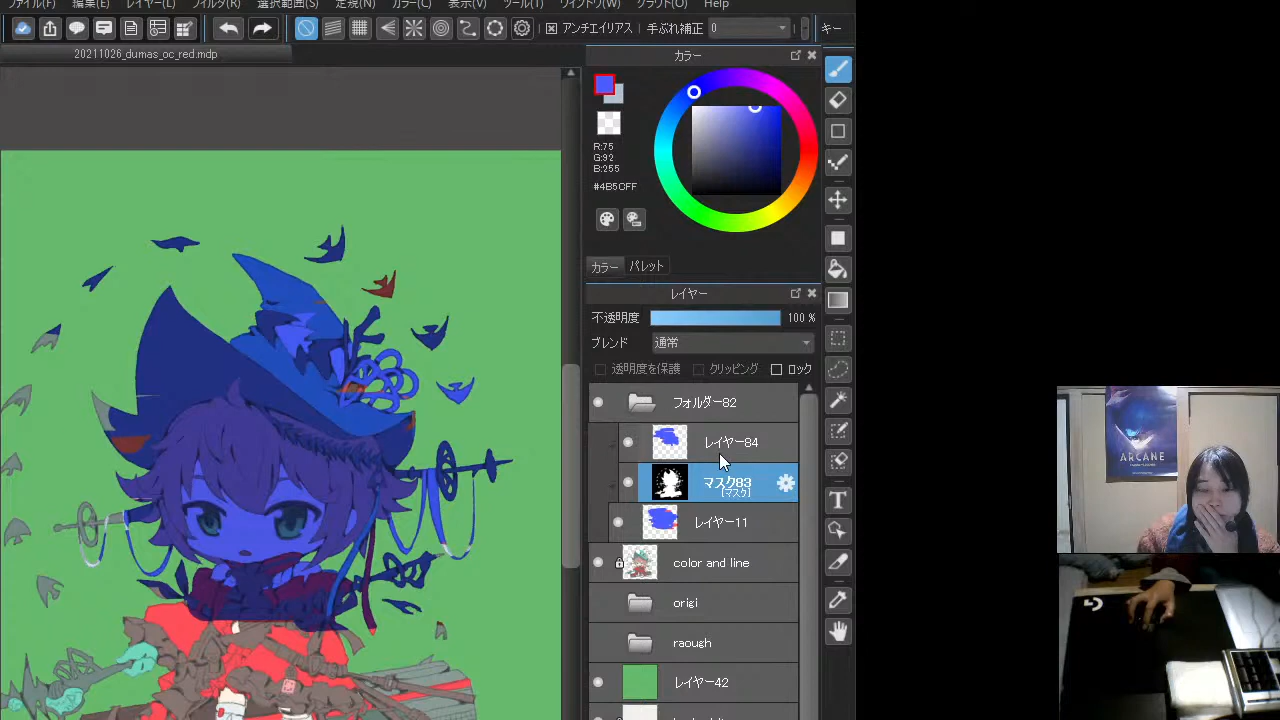 ファイル(F) 編集(E) レイヤー(L) フィルタ(R) 選択範囲(S) 定規(N) カラー(C) 表示(V) ツール(T) ウィンドウ(W) クラウド(O) Help
アンチエイリアス 手ぶれ補正 0 キー
20211026_dumas_oc_red.mdp
カラー
R:75
G:92
B:255
#4B5CFF
カラー パレット
レイヤー
不透明度 100 %
ブレンド 通常
透明度を保護 クリッピング ロック
フォルダー82
レイヤー84
マスク83
[マスク]
レイヤー11
color and line
origi
raough
レイヤー42
ARCANE